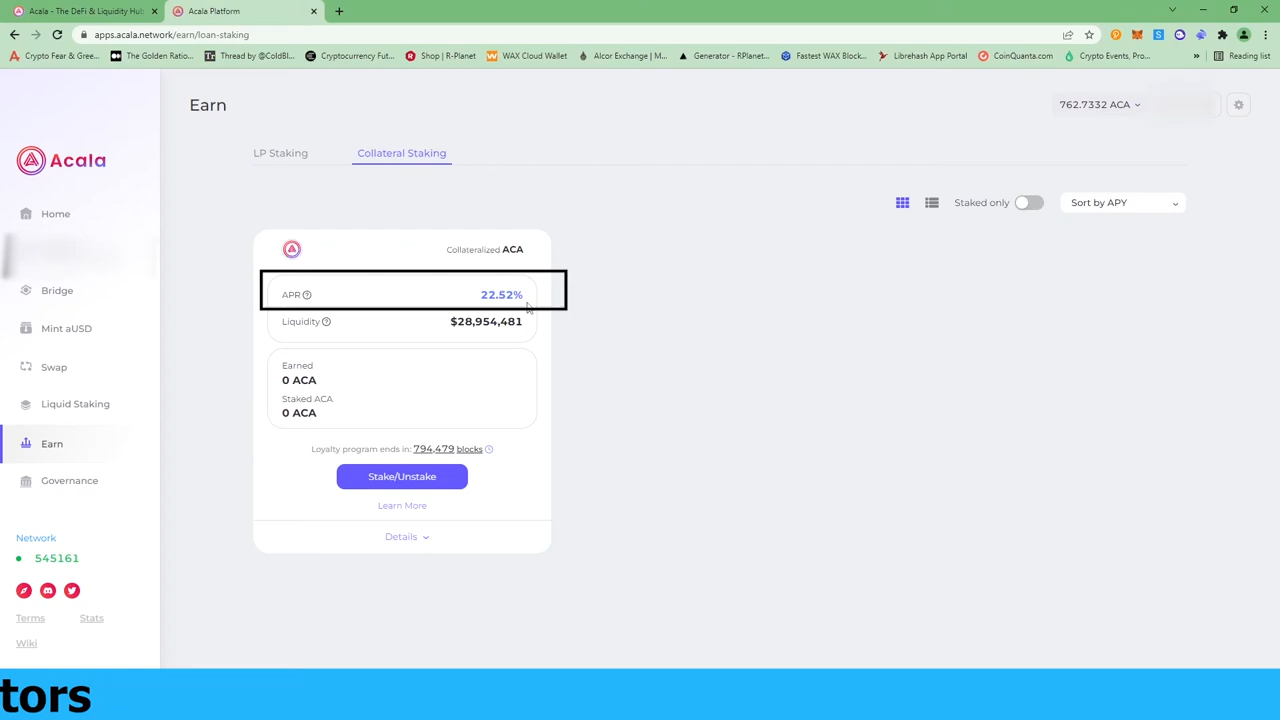 Acala - The DeFi & Liquidity Hub
Acala Platform
apps.acala.network/earn/loan-staking
Crypto Fear & Gree...
The Golden Ratio...
Thread by @ColdBl...
Cryptocurrency Fut...
Shop | R-Planet
WAX Cloud Wallet
Alcor Exchange | M...
Generator - RPlanet...
Fastest WAX Block...
Librehash App Portal
CoinQuanta.com
Crypto Events, Pro...
»
Reading list
Earn
762.7332 ACA
Acala
LP Staking
Collateral Staking
Home
Staked only
Sort by APY
Collateralized ACA
Bridge
APR
22.52%
Liquidity
$28,954,481
Mint aUSD
Swap
Earned
0 ACA
Staked ACA
0 ACA
Liquid Staking
Earn
Loyalty program ends in: 794,479 blocks
Stake/Unstake
Governance
Learn More
Details
Network
545161
Terms
Stats
Wiki
tors